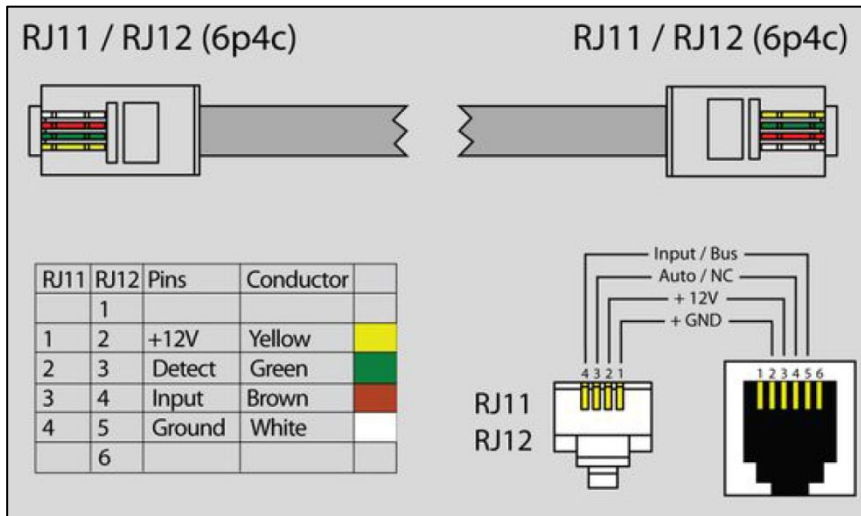 RJ11 / RJ12 (6p4c)
RJ11 / RJ12 (6p4c)
RJ11 RJ12 Pins Conductor
1
1 2 +12V Yellow
2 3 Detect Green
3 4 Input Brown
4 5 Ground White
6
Input / Bus
Auto / NC
+ 12V
+ GND
4 3 2 1
1 2 3 4 5 6
RJ11
RJ12